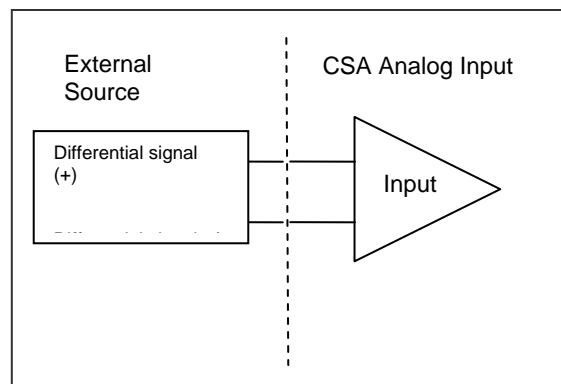 External
Source
CSA Analog Input
Differential signal
(+)
Input